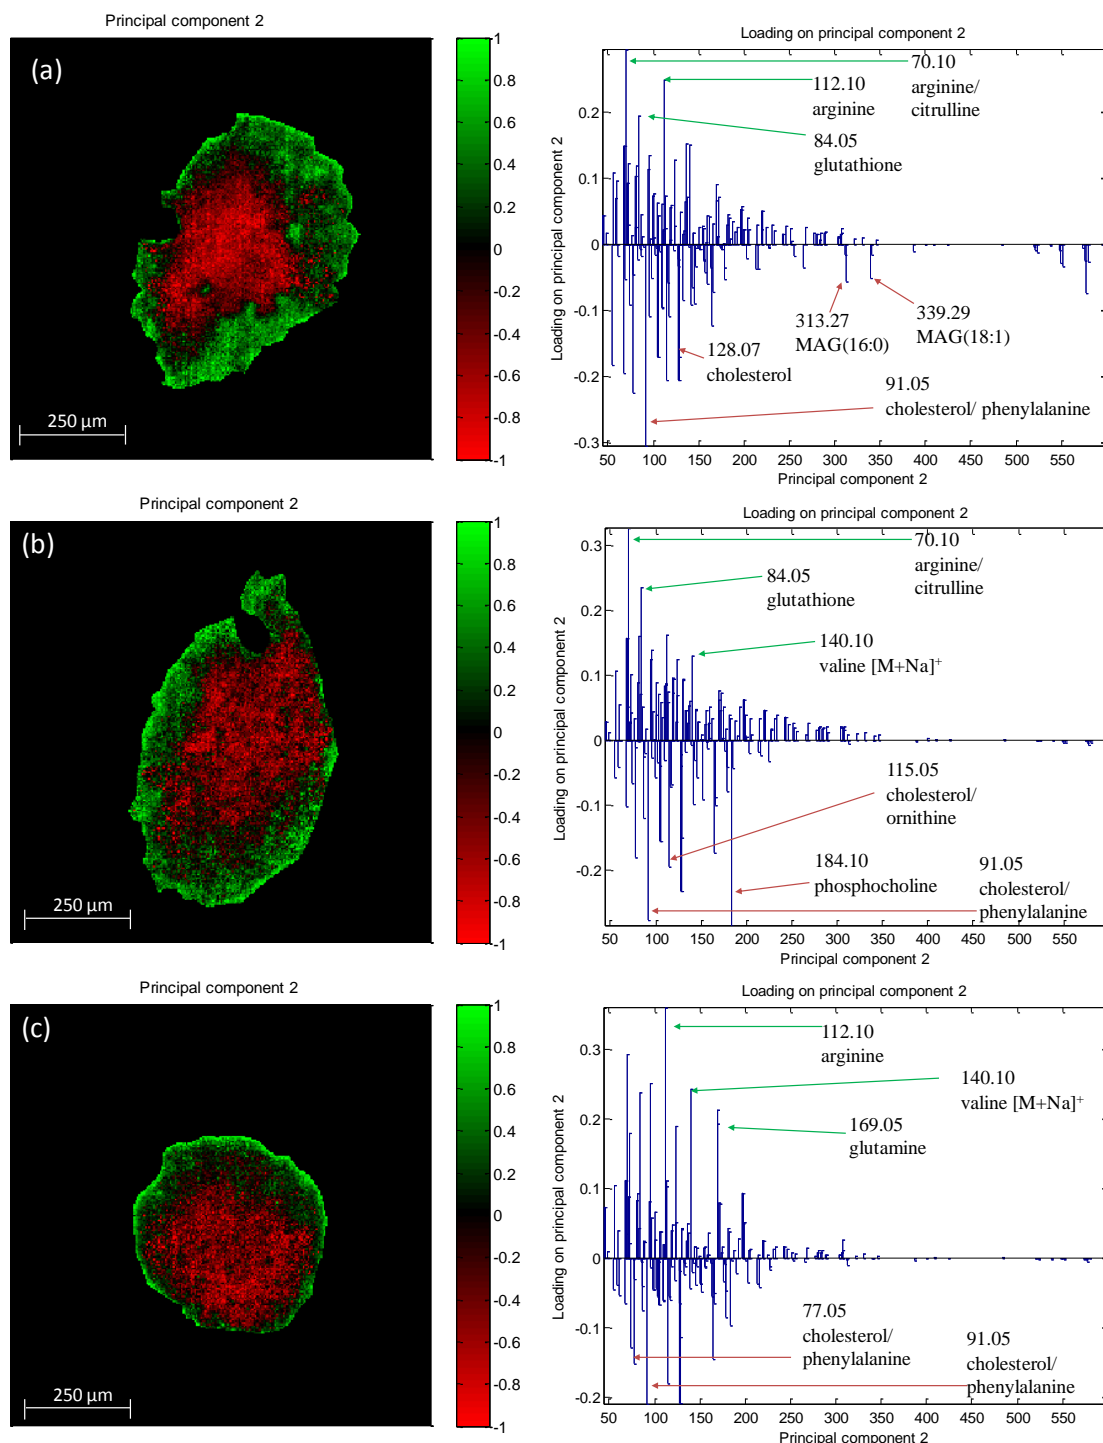 Principal component 2
(a)
250 µm
1
0.8
0.6
0.4
0.2
0
-0.2
-0.4
-0.6
-0.8
-1
Loading on principal component 2
Loading on principal component 2
0.2
0.1
0
-0.1
-0.2
-0.3
70.10
arginine/
citrulline
112.10
arginine
84.05
glutathione
313.27
MAG(16:0)
339.29
MAG(18:1)
128.07
cholesterol
91.05
cholesterol/ phenylalanine
50 100 150 200 250 300 350 400 450 500 550
Principal component 2
Principal component 2
(b)
250 µm
1
0.8
0.6
0.4
0.2
0
-0.2
-0.4
-0.6
-0.8
-1
Loading on principal component 2
Loading on principal component 2
0.3
0.2
0.1
0
-0.1
-0.2
70.10
arginine/
citrulline
84.05
glutathione
140.10
valine [M+Na]⁺
115.05
cholesterol/
ornithine
184.10
phosphocholine
91.05
cholesterol/
phenylalanine
50 100 150 200 250 300 350 400 450 500 550
Principal component 2
Principal component 2
(c)
250 µm
1
0.8
0.6
0.4
0.2
0
-0.2
-0.4
-0.6
-0.8
-1
Loading on principal component 2
Loading on principal component 2
0.3
0.2
0.1
0
-0.1
-0.2
112.10
arginine
140.10
valine [M+Na]⁺
169.05
glutamine
77.05
cholesterol/
phenylalanine
91.05
cholesterol/
phenylalanine
50 100 150 200 250 300 350 400 450 500 550
Principal component 2